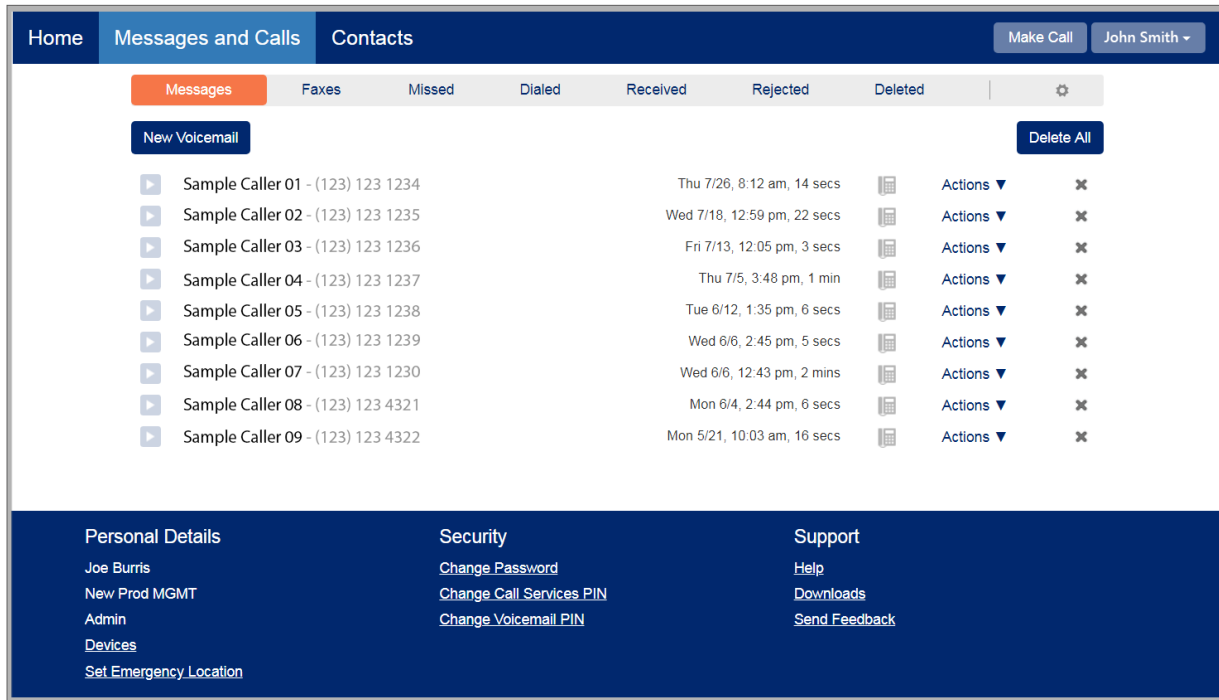 Home Messages and Calls Contacts Make Call John Smith
Messages Faxes Missed Dialed Received Rejected Deleted
New Voicemail Delete All
Sample Caller 01 - (123) 123 1234 Thu 7/26, 8:12 am, 14 secs Actions ▼
Sample Caller 02 - (123) 123 1235 Wed 7/18, 12:59 pm, 22 secs Actions ▼
Sample Caller 03 - (123) 123 1236 Fri 7/13, 12:05 pm, 3 secs Actions ▼
Sample Caller 04 - (123) 123 1237 Thu 7/5, 3:48 pm, 1 min Actions ▼
Sample Caller 05 - (123) 123 1238 Tue 6/12, 1:35 pm, 6 secs Actions ▼
Sample Caller 06 - (123) 123 1239 Wed 6/6, 2:45 pm, 5 secs Actions ▼
Sample Caller 07 - (123) 123 1230 Wed 6/6, 12:43 pm, 2 mins Actions ▼
Sample Caller 08 - (123) 123 4321 Mon 6/4, 2:44 pm, 6 secs Actions ▼
Sample Caller 09 - (123) 123 4322 Mon 5/21, 10:03 am, 16 secs Actions ▼
Personal Details
Joe Burris
New Prod MGMT
Admin
Devices
Set Emergency Location
Security
Change Password
Change Call Services PIN
Change Voicemail PIN
Support
Help
Downloads
Send Feedback